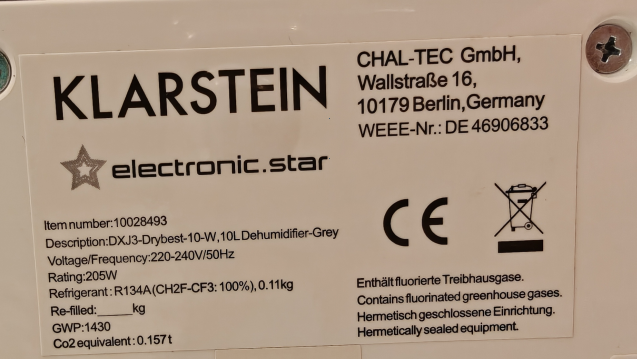 KLARSTEIN
electronic.star
CHAL-TEC GmbH,
Wallstraße 16,
10179 Berlin,Germany
WEEE-Nr.: DE 46906833
Item number:10028493
Description:DXJ3-Drybest-10-W,10L Dehumidifier-Grey
Voltage/Frequency:220-240V/50Hz
Rating:205W
Refrigerant: R134A(CH2F-CF3: 100%), 0.11kg
Re-filled:_____kg
GWP:1430
Co2 equivalent: 0.157t
CE
Enthält fluorierte Treibhausgase.
Contains fluorinated greenhouse gases.
Hermetisch geschlossene Einrichtung.
Hermetically sealed equipment.